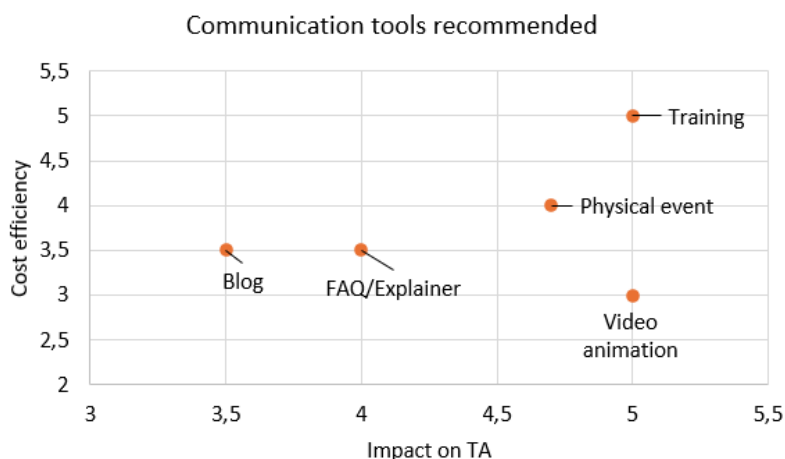 Communication tools recommended
5,5
5
4,5
4
3,5
3
2,5
2
Cost efficiency
Training
Physical event
Blog
FAQ/Explainer
Video
animation
3
3,5
4
4,5
5
5,5
Impact on TA